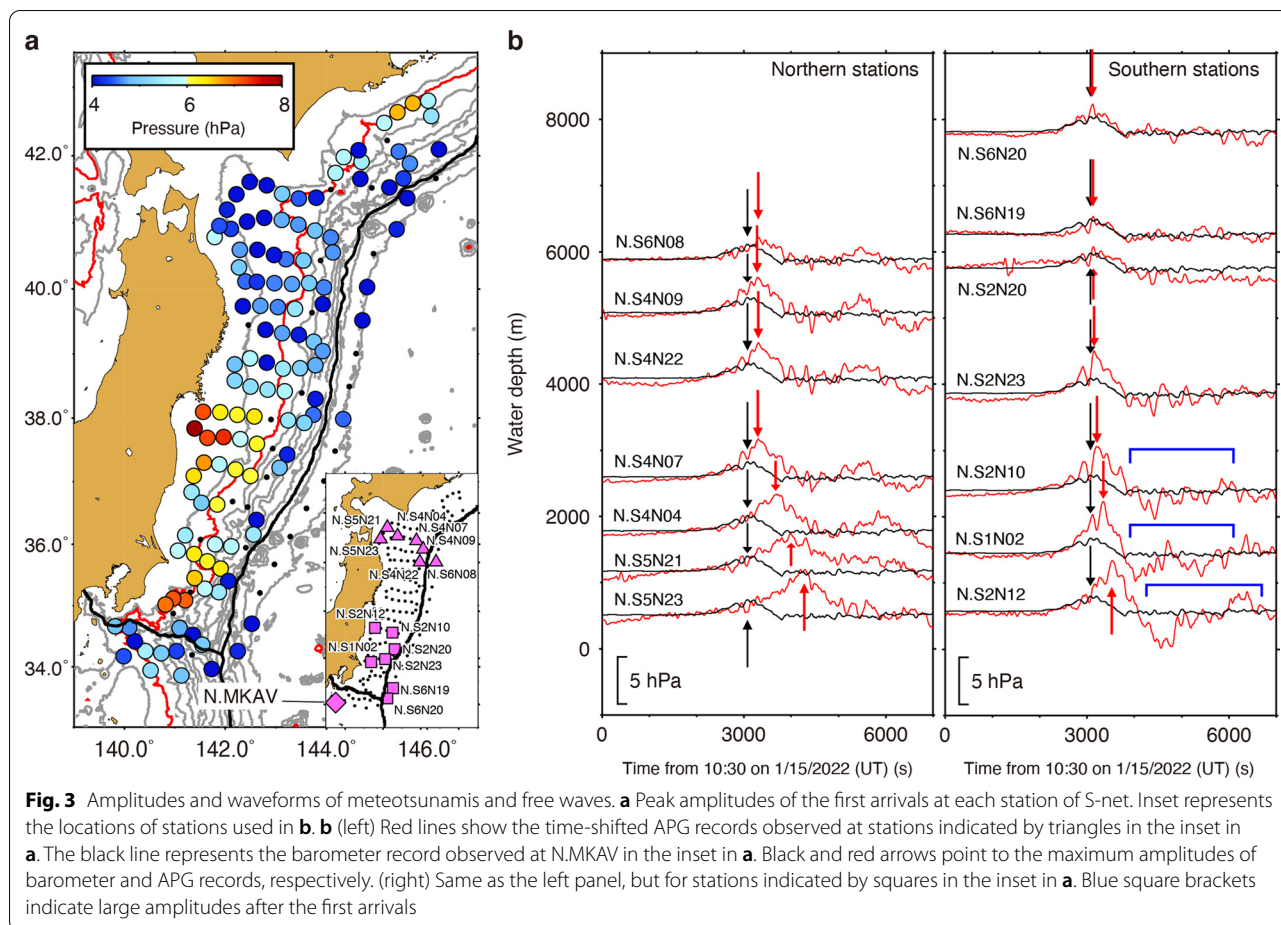 a
4
6
8
Pressure (hPa)
42.0˚
40.0˚
38.0˚
36.0˚
34.0˚
140.0˚
142.0˚
144.0˚
146.0˚
N.S5N21
N.S4N04
N.S4N07
N.S4N09
N.S5N23
N.S4N22
N.S6N08
N.S2N12
N.S2N10
N.S1N02
N.S2N20
N.S2N23
N.S6N19
N.S6N20
N.MKAV
b
Northern stations
Water depth (m)
8000
6000
4000
2000
0
N.S6N08
N.S4N09
N.S4N22
N.S4N07
N.S4N04
N.S5N21
N.S5N23
5 hPa
0
3000
6000
Time from 10:30 on 1/15/2022 (UT) (s)
Southern stations
N.S6N20
N.S6N19
N.S2N20
N.S2N23
N.S2N10
N.S1N02
N.S2N12
5 hPa
0
3000
6000
Time from 10:30 on 1/15/2022 (UT) (s)
Fig. 3 Amplitudes and waveforms of meteotsunamis and free waves. a Peak amplitudes of the first arrivals at each station of S-net. Inset represents
the locations of stations used in b. b (left) Red lines show the time-shifted APG records observed at stations indicated by triangles in the inset in
a. The black line represents the barometer record observed at N.MKAV in the inset in a. Black and red arrows point to the maximum amplitudes of
barometer and APG records, respectively. (right) Same as the left panel, but for stations indicated by squares in the inset in a. Blue square brackets
indicate large amplitudes after the first arrivals